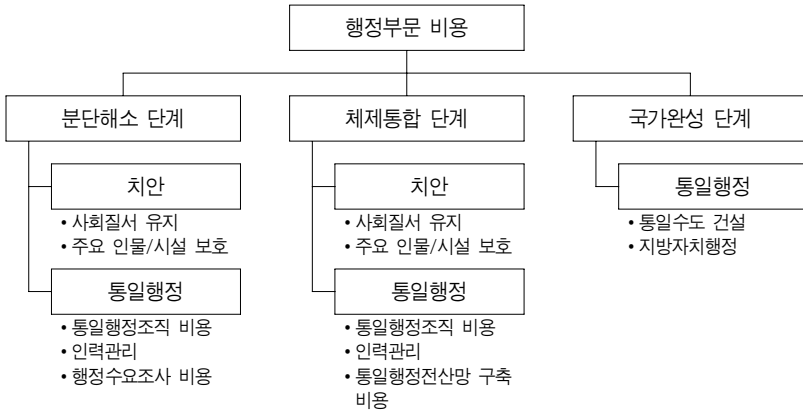 행정부문 비용
분단해소 단계
치안
• 사회질서 유지
• 주요 인물/시설 보호
통일행정
• 통일행정조직 비용
• 인력관리
• 행정수요조사 비용
체제통합 단계
치안
• 사회질서 유지
• 주요 인물/시설 보호
통일행정
• 통일행정조직 비용
• 인력관리
• 통일행정전산망 구축
비용
국가완성 단계
통일행정
• 통일수도 건설
• 지방자치행정